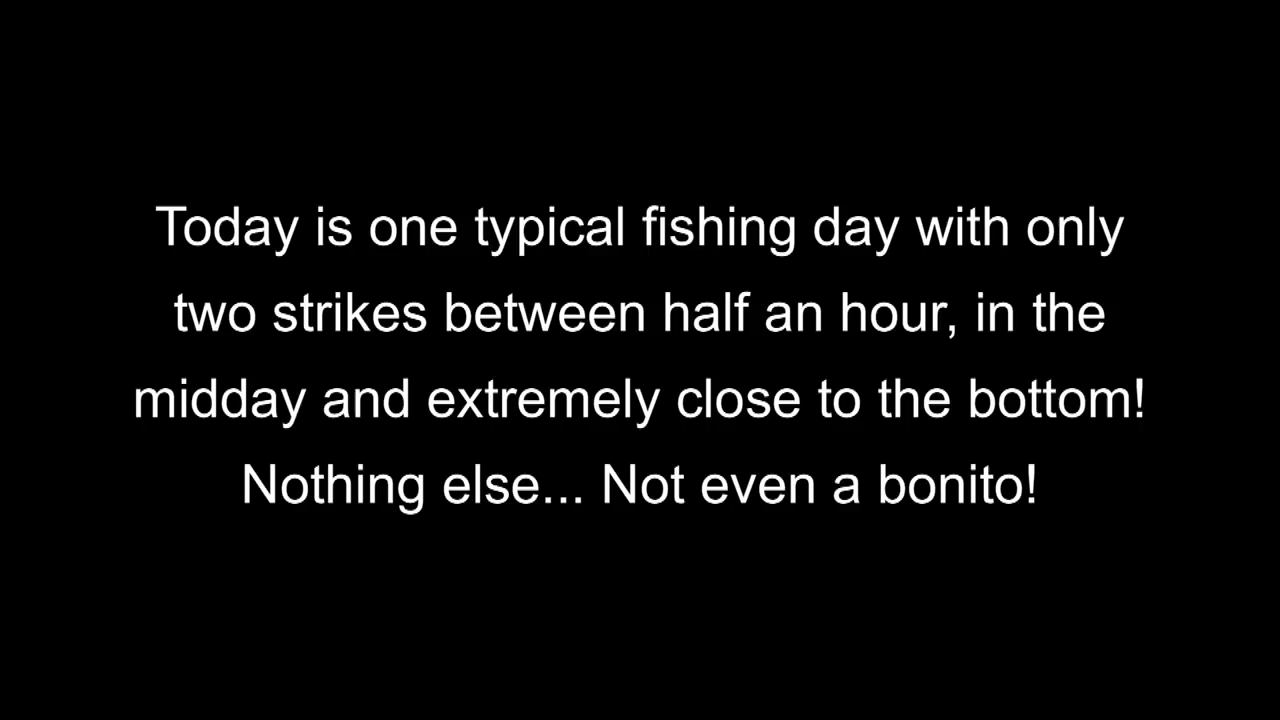 Today is one typical fishing day with only
two strikes between half an hour, in the
midday and extremely close to the bottom!
Nothing else... Not even a bonito!